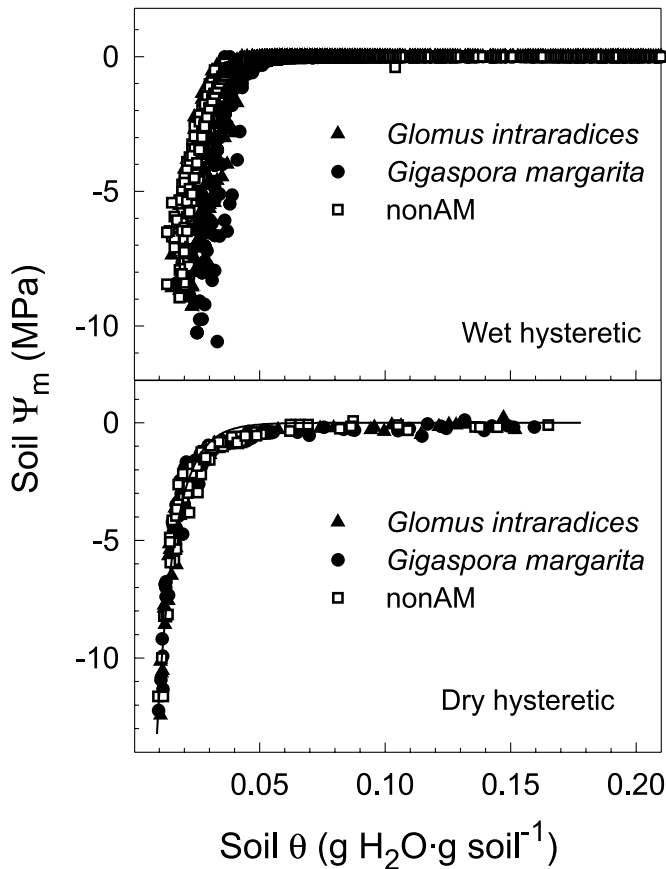 0
-5
-10
Glomus intraradices
Gigaspora margarita
nonAM
Wet hysteretic
Soil Ψm (MPa)
0
-5
-10
Glomus intraradices
Gigaspora margarita
nonAM
Dry hysteretic
0.05 0.10 0.15 0.20
Soil θ (g H₂O·g soil⁻¹)